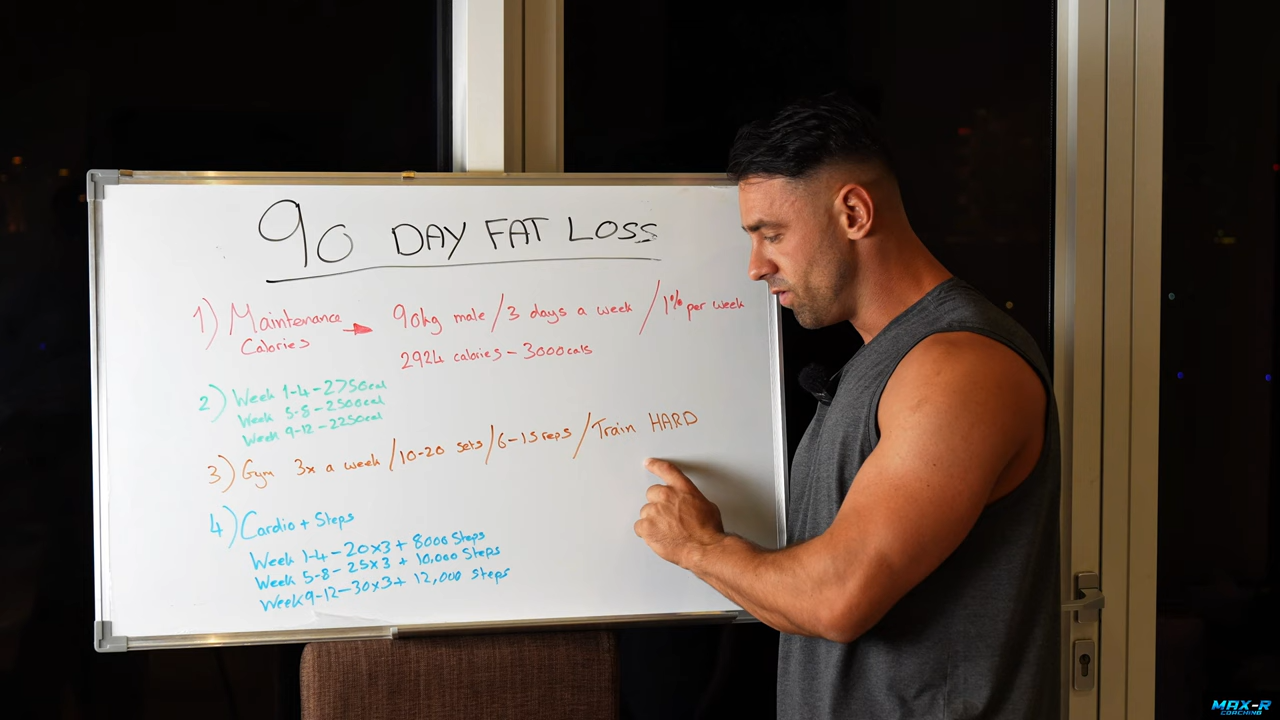 90 DAY FAT LOSS
1) Maintenance Calories → 90kg male / 3 days a week / 1% per week
2924 calories - 3000cals
2) Week 1-4 - 2750cal
Week 5-8 - 2500cal
Week 9-12 - 2250cal
3) Gym 3x a week / 10-20 sets / 6-15 reps / Train HARD
4) Cardio + Steps
Week 1-4 - 20x3 + 8000 Steps
Week 5-8 - 25x3 + 10,000 Steps
Week 9-12 - 30x3 + 12,000 Steps
MAX-R
COACHING